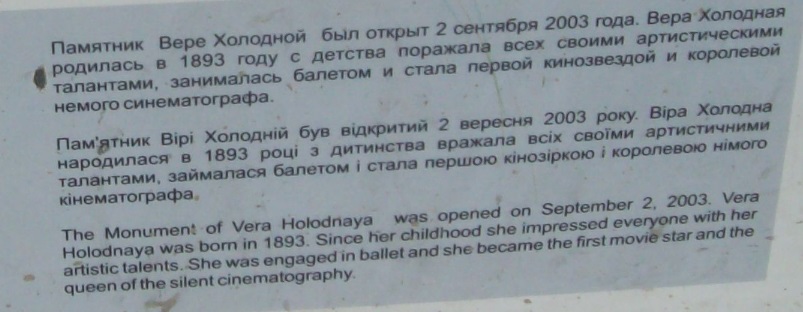 Памятник Вере Холодной был открыт 2 сентября 2003 года. Вера Холодная
родилась в 1893 году с детства поражала всех своими артистическими
талантами, занималась балетом и стала первой кинозвездой и королевой
немого синематографа.
Пам'ятник Вірі Холодній був відкритий 2 вересня 2003 року. Віра Холодна
народилася в 1893 році з дитинства вражала всіх своїми артистичними
талантами, займалася балетом і стала першою кінозіркою і королевою німого
кінематографа.
The Monument of Vera Holodnaya was opened on September 2, 2003. Vera
Holodnaya was born in 1893. Since her childhood she impressed everyone with her
artistic talents. She was engaged in ballet and she became the first movie star and the
queen of the silent cinematography.